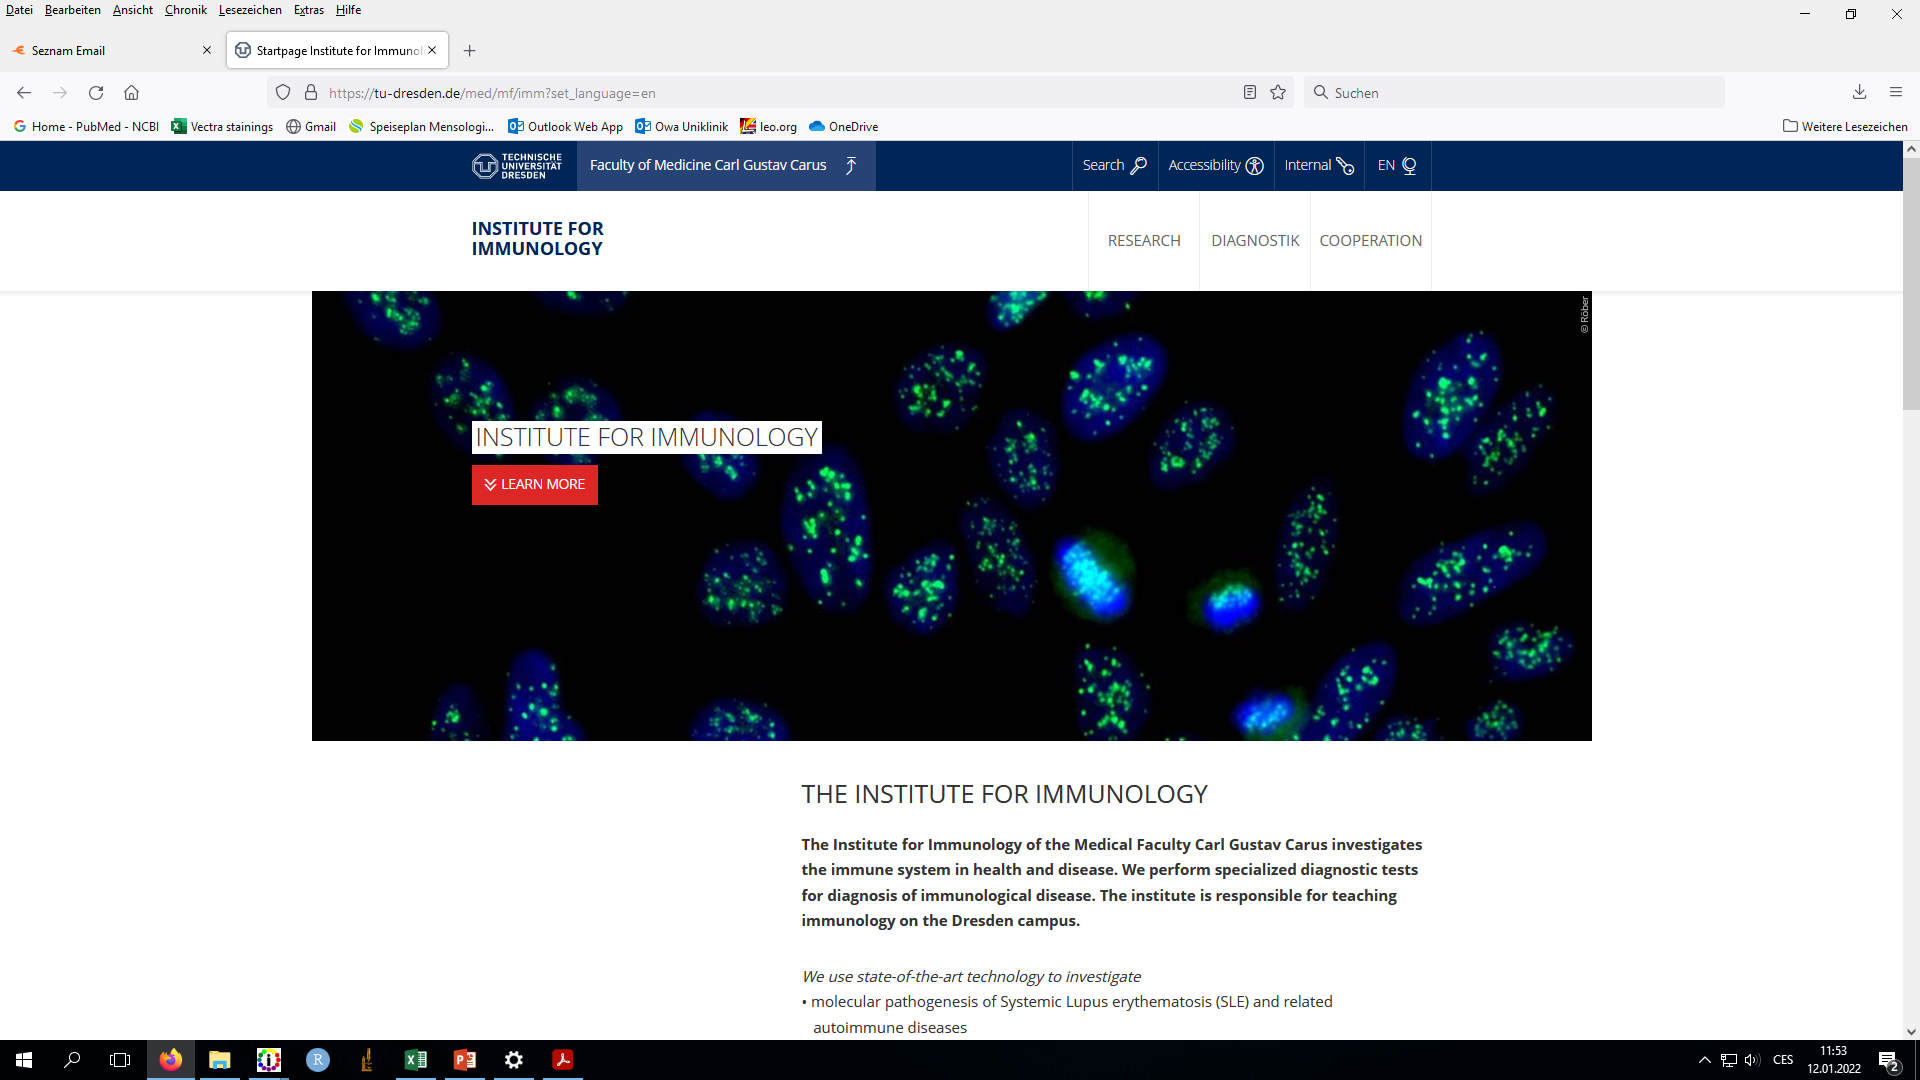 Datei Bearbeiten Ansicht Chronik Lesezeichen Extras Hilfe
Seznam Email
Startpage Institute for Immunol
https://tu-dresden.de/med/mf/imm?set_language=en
Suchen
Home - PubMed - NCBI Vectra stainings Gmail Speiseplan Mensologi... Outlook Web App Owa Uniklinik leo.org OneDrive Weitere Lesezeichen
TECHNISCHE
UNIVERSITÄT
DRESDEN
Faculty of Medicine Carl Gustav Carus
Search Accessibility Internal EN
INSTITUTE FOR
IMMUNOLOGY
RESEARCH DIAGNOSTIK COOPERATION
© Röber
INSTITUTE FOR IMMUNOLOGY
LEARN MORE
THE INSTITUTE FOR IMMUNOLOGY
The Institute for Immunology of the Medical Faculty Carl Gustav Carus investigates
the immune system in health and disease. We perform specialized diagnostic tests
for diagnosis of immunological disease. The institute is responsible for teaching
immunology on the Dresden campus.
We use state-of-the-art technology to investigate
• molecular pathogenesis of Systemic Lupus erythematosis (SLE) and related
autoimmune diseases
CES
11:53
12.01.2022
2